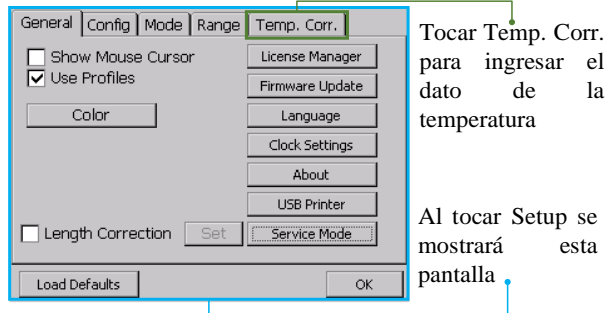 General Config Mode Range Temp. Corr.
Show Mouse Cursor
Use Profiles
Color
Length Correction Set
License Manager
Firmware Update
Language
Clock Settings
About
USB Printer
Service Mode
Load Defaults OK
Tocar Temp. Corr.
para ingresar el
dato de la
temperatura
Al tocar Setup se
mostrará esta
pantalla